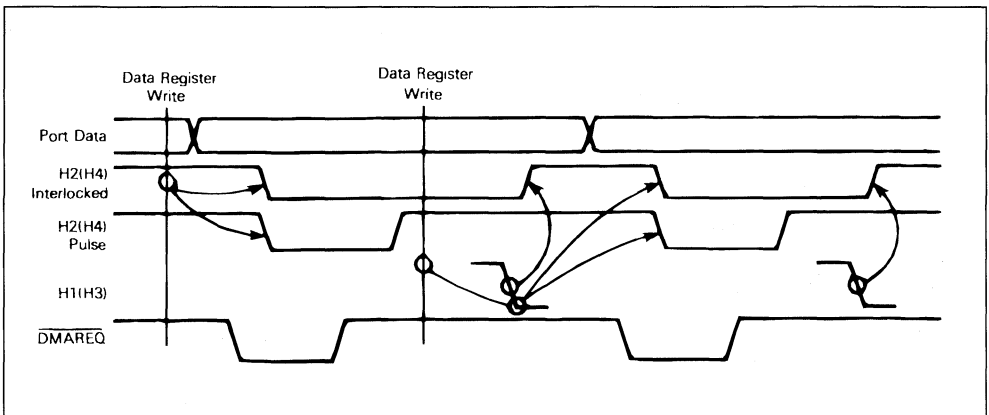 Data Register
Write
Data Register
Write
Port Data
H2(H4)
Interlocked
H2(H4)
Pulse
H1(H3)
DMAREQ